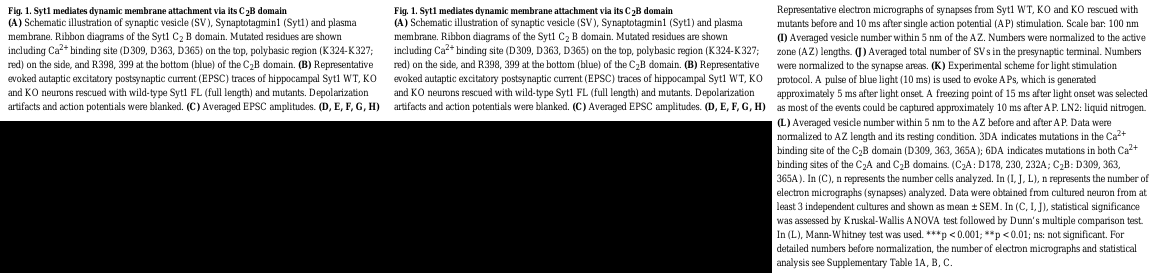 Fig. 1. Syt1 mediates dynamic membrane attachment via its C2B domain
(A) Schematic illustration of synaptic vesicle (SV), Synaptotagmin1 (Syt1) and plasma
membrane. Ribbon diagrams of the Syt1 C2 B domain. Mutated residues are shown
including Ca2+ binding site (D309, D363, D365) on the top, polybasic region (K324-K327;
red) on the side, and R398, 399 at the bottom (blue) of the C2B domain. (B) Representative
evoked autaptic excitatory postsynaptic current (EPSC) traces of hippocampal Syt1 WT, KO
and KO neurons rescued with wild-type Syt1 FL (full length) and mutants. Depolarization
artifacts and action potentials were blanked. (C) Averaged EPSC amplitudes. (D, E, F, G, H)
Fig. 1. Syt1 mediates dynamic membrane attachment via its C2B domain
(A) Schematic illustration of synaptic vesicle (SV), Synaptotagmin1 (Syt1) and plasma
membrane. Ribbon diagrams of the Syt1 C2 B domain. Mutated residues are shown
including Ca2+ binding site (D309, D363, D365) on the top, polybasic region (K324-K327;
red) on the side, and R398, 399 at the bottom (blue) of the C2B domain. (B) Representative
evoked autaptic excitatory postsynaptic current (EPSC) traces of hippocampal Syt1 WT, KO
and KO neurons rescued with wild-type Syt1 FL (full length) and mutants. Depolarization
artifacts and action potentials were blanked. (C) Averaged EPSC amplitudes. (D, E, F, G, H)
Representative electron micrographs of synapses from Syt1 WT, KO and KO rescued with
mutants before and 10 ms after single action potential (AP) stimulation. Scale bar: 100 nm
(I) Averaged vesicle number within 5 nm of the AZ. Numbers were normalized to the active
zone (AZ) lengths. (J) Averaged total number of SVs in the presynaptic terminal. Numbers
were normalized to the synapse areas. (K) Experimental scheme for light stimulation
protocol. A pulse of blue light (10 ms) is used to evoke APs, which is generated
approximately 5 ms after light onset. A freezing point of 15 ms after light onset was selected
as most of the events could be captured approximately 10 ms after AP. LN2: liquid nitrogen.
(L) Averaged vesicle number within 5 nm to the AZ before and after AP. Data were
normalized to AZ length and its resting condition. 3DA indicates mutations in the Ca2+
binding site of the C2B domain (D309, 363, 365A); 6DA indicates mutations in both Ca2+
binding sites of the C2A and C2B domains. (C2A: D178, 230, 232A; C2B: D309, 363,
365A). In (C), n represents the number cells analyzed. In (I, J, L), n represents the number of
electron micrographs (synapses) analyzed. Data were obtained from cultured neuron from at
least 3 independent cultures and shown as mean ± SEM. In (C, I, J), statistical significance
was assessed by Kruskal-Wallis ANOVA test followed by Dunn's multiple comparison test.
In (L), Mann-Whitney test was used. ***p < 0.001; **p < 0.01; ns: not significant. For
detailed numbers before normalization, the number of electron micrographs and statistical
analysis see Supplementary Table 1A, B, C.